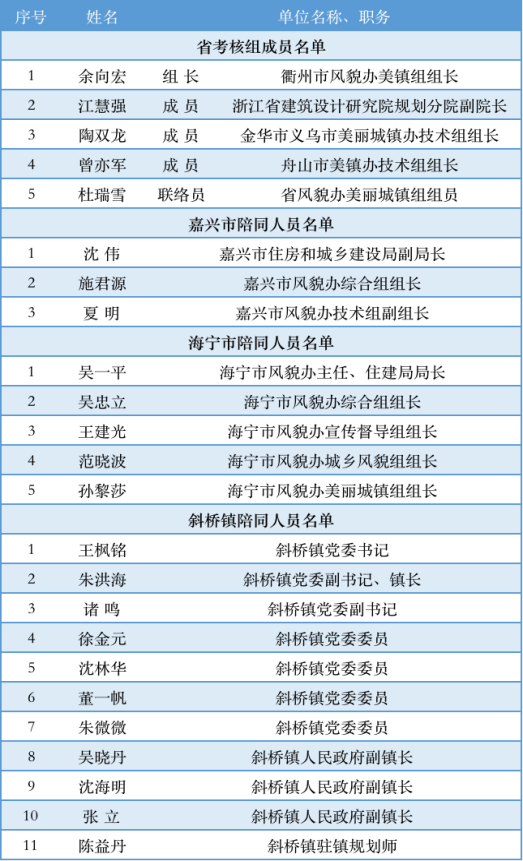 序号 姓名 单位名称、职务
省考核组成员名单
1 余向宏 组 长 衢州市风貌办美镇组组长
2 江慧强 成 员 浙江省建筑设计研究院规划分院副院长
3 陶双龙 成 员 金华市义乌市美丽城镇办技术组组长
4 曾亦军 成 员 舟山市美镇办技术组组长
5 杜瑞雪 联络员 省风貌办美丽城镇组组员
嘉兴市陪同人员名单
1 沈 伟 嘉兴市住房和城乡建设局副局长
2 施君源 嘉兴市风貌办综合组组长
3 夏 明 嘉兴市风貌办技术组副组长
海宁市陪同人员名单
1 吴一平 海宁市风貌办主任、住建局局长
2 吴忠立 海宁市风貌办综合组组长
3 王建光 海宁市风貌办宣传督导组组长
4 范晓波 海宁市风貌办城乡风貌组组长
5 孙黎莎 海宁市风貌办美丽城镇组组长
斜桥镇陪同人员名单
1 王枫铭 斜桥镇党委书记
2 朱洪海 斜桥镇党委副书记、镇长
3 诸 鸣 斜桥镇党委副书记
4 徐金元 斜桥镇党委委员
5 沈林华 斜桥镇党委委员
6 董一帆 斜桥镇党委委员
7 朱微微 斜桥镇党委委员
8 吴晓丹 斜桥镇人民政府副镇长
9 沈海明 斜桥镇人民政府副镇长
10 张 立 斜桥镇人民政府副镇长
11 陈益丹 斜桥镇驻镇规划师